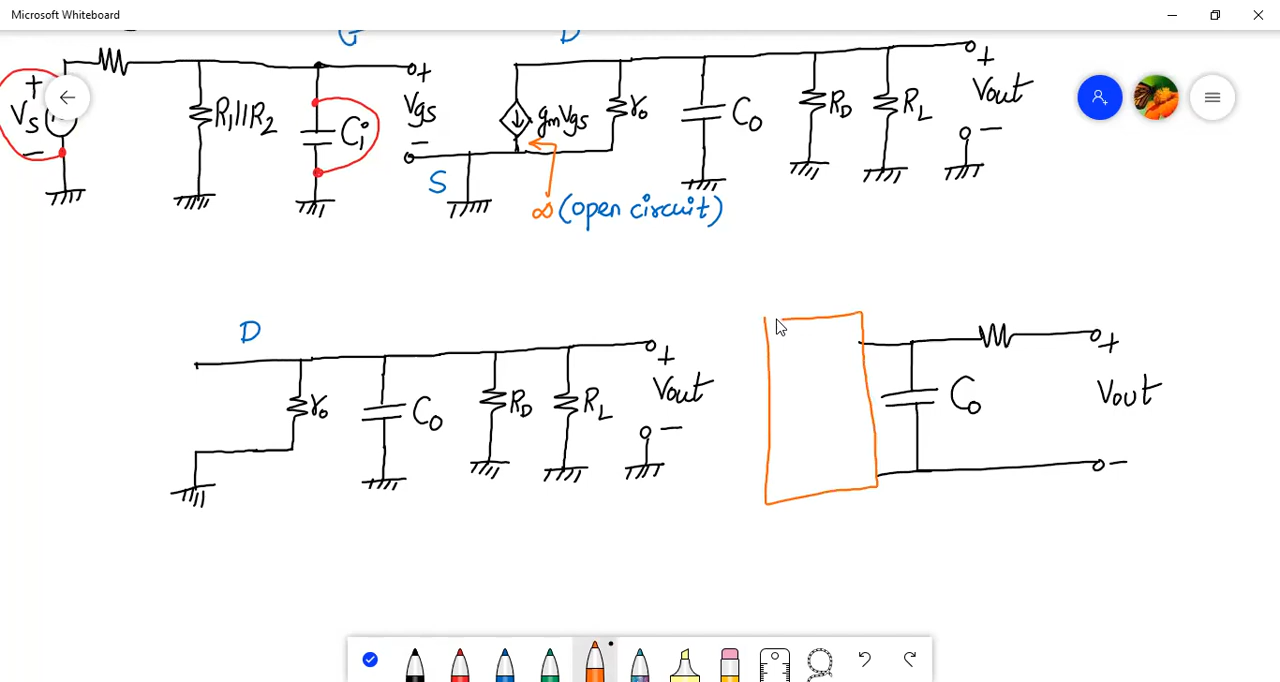 Microsoft Whiteboard
G D
+ Vs − R1||R2 Ci + Vgs − gmVgs ro Co RD RL + Vout −
S
∞ (open circuit)
D
ro Co RD RL + Vout −
Co + Vout −